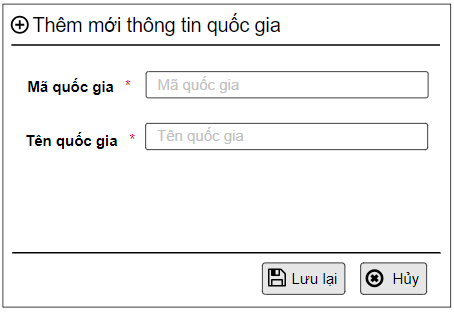 Thêm mới thông tin quốc gia
Mã quốc gia * Mã quốc gia
Tên quốc gia * Tên quốc gia
Lưu lại Hủy